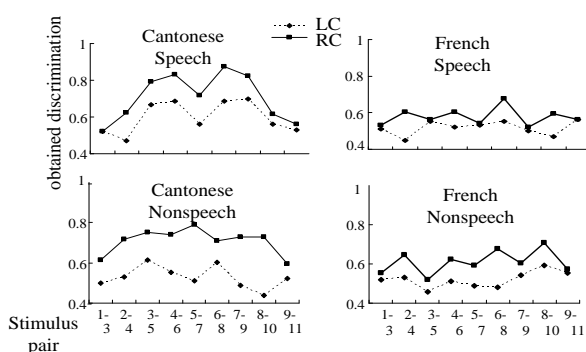 LC
RC
Cantonese
Speech
French
Speech
obtained discrimination
1
0.8
0.6
0.4
1
0.8
0.6
0.4
Cantonese
Nonspeech
French
Nonspeech
1
0.8
0.6
0.4
1
0.8
0.6
0.4
Stimulus
pair
1- 2- 3- 4- 5- 6- 7- 8- 9-
3 4 5 6 7 8 9 10 11
1- 2- 3- 4- 5- 6- 7- 8- 9-
3 4 5 6 7 8 9 10 11